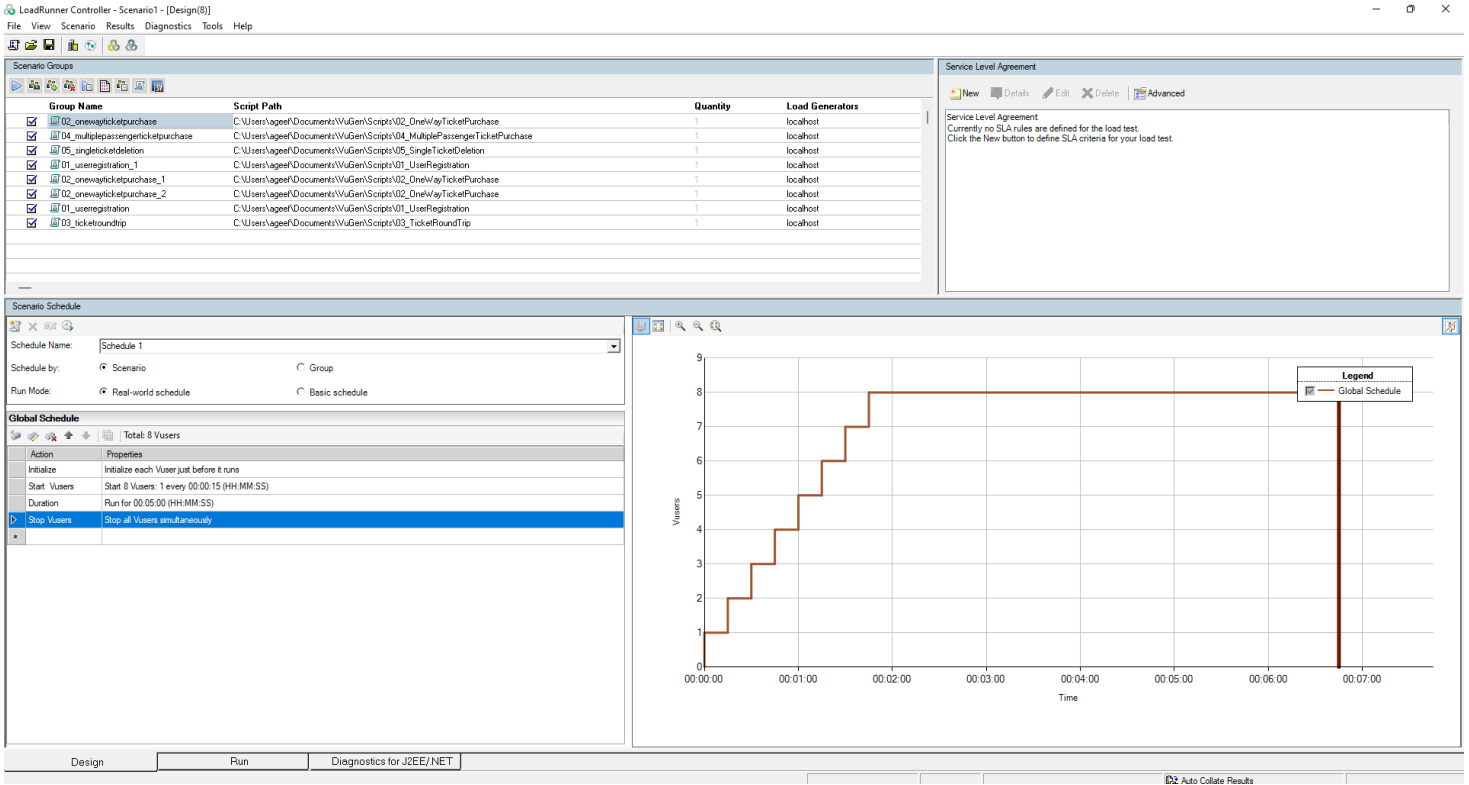 LoadRunner Controller - Scenario1 - [Design(8)]
File View Scenario Results Diagnostics Tools Help
Scenario Groups
Group Name Script Path Quantity Load Generators
02_onewayticketpurchase C:\Users\ageef\Documents\VuGen\Scripts\02_OneWayTicketPurchase 1 localhost
04_multiplepassengerticketpurchase C:\Users\ageef\Documents\VuGen\Scripts\04_MultiplePassengerTicketPurchase 1 localhost
05_singleticketdeletion C:\Users\ageef\Documents\VuGen\Scripts\05_SingleTicketDeletion 1 localhost
01_userregistration_1 C:\Users\ageef\Documents\VuGen\Scripts\01_UserRegistration 1 localhost
02_onewayticketpurchase_1 C:\Users\ageef\Documents\VuGen\Scripts\02_OneWayTicketPurchase 1 localhost
02_onewayticketpurchase_2 C:\Users\ageef\Documents\VuGen\Scripts\02_OneWayTicketPurchase 1 localhost
01_userregistration C:\Users\ageef\Documents\VuGen\Scripts\01_UserRegistration 1 localhost
03_ticketroundtrip C:\Users\ageef\Documents\VuGen\Scripts\03_TicketRoundTrip 1 localhost
Service Level Agreement
New Details Edit Delete Advanced
Service Level Agreement
Currently no SLA rules are defined for the load test.
Click the New button to define SLA criteria for your load test.
Scenario Schedule
Schedule Name: Schedule 1
Schedule by: Scenario Group
Run Mode: Real-world schedule Basic schedule
Global Schedule
Total: 8 Vusers
Action Properties
Initialize Initialize each Vuser just before it runs
Start Vusers Start 8 Vusers: 1 every 00:00:15 (HH:MM:SS)
Duration Run for 00:05:00 (HH:MM:SS)
Stop Vusers Stop all Vusers simultaneously
*
Legend
Global Schedule
9
8
7
6
5
4
3
2
1
0
Vusers
00:00:00 00:01:00 00:02:00 00:03:00 00:04:00 00:05:00 00:06:00 00:07:00
Time
Design Run Diagnostics for J2EE/.NET
Auto Collate Results